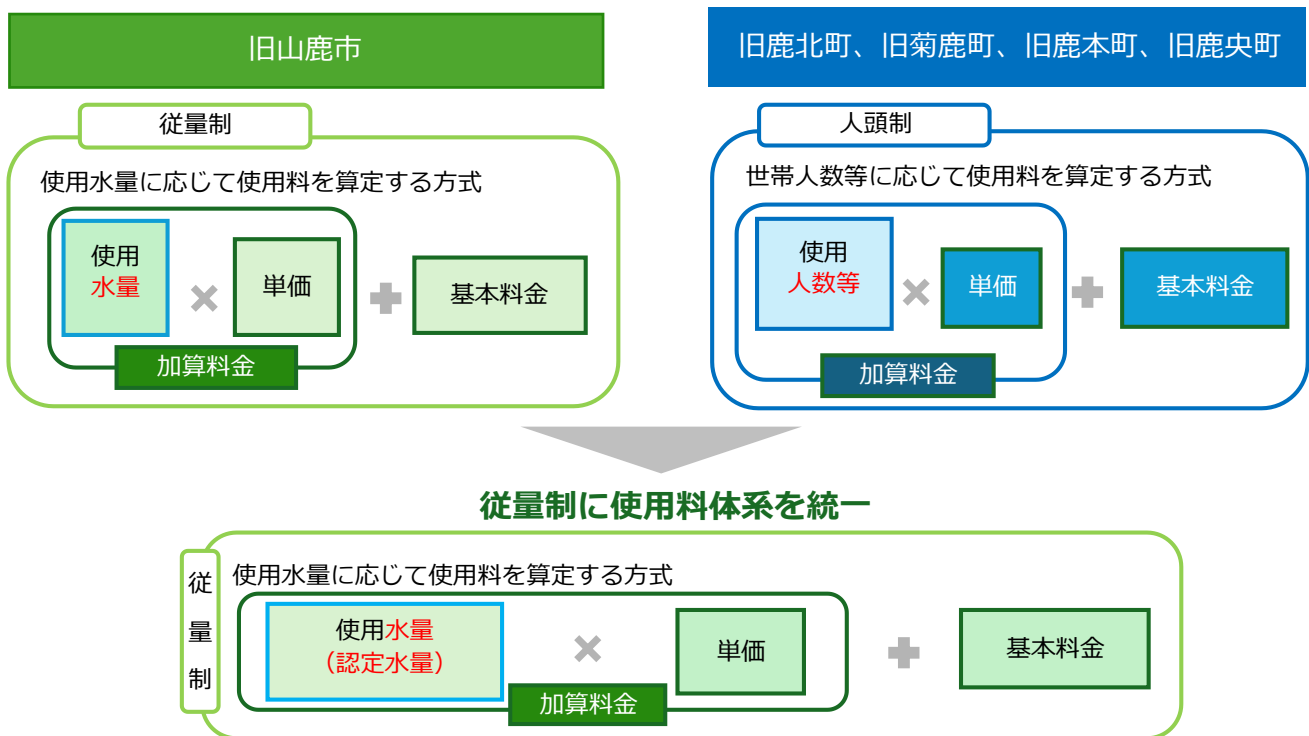 旧山鹿市
従量制
使用水量に応じて使用料を算定する方式
使用
水量
×
単価
+
基本料金
加算料金
旧鹿北町、旧菊鹿町、旧鹿本町、旧鹿央町
人頭制
世帯人数等に応じて使用料を算定する方式
使用
人数等
×
単価
+
基本料金
加算料金
従量制に使用料体系を統一
従量制
使用水量に応じて使用料を算定する方式
使用水量
（認定水量）
×
単価
+
基本料金
加算料金